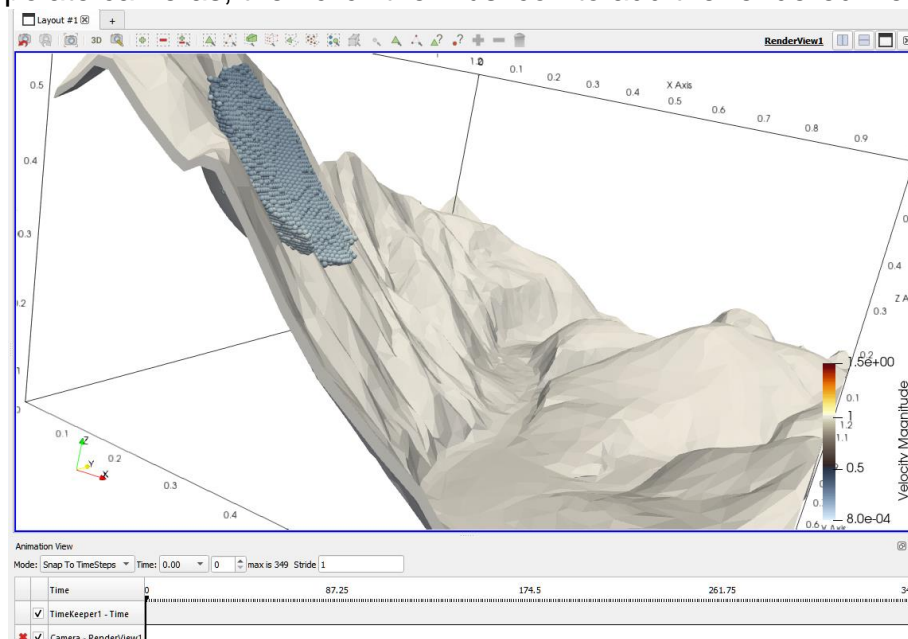 Layout #1
3D
RenderView1
1.0
0.1
0.2
0.3
0.4
X Axis
0.5
0.6
0.7
0.8
0.9
0.5
0.4
0.3
0.4
Z A
0.3
0.2
1.5e+00
0.1
1
1.2
1.1
0.5
8.0e-04
Velocity Magnitude
0.6
0.1
0.2
0.3
0.4
Z
Y
X
Animation View
Mode: Snap To TimeSteps Time: 0.00 0 max is 349 Stride 1
Time 0 87.25 174.5 261.75 34
TimeKeeper1 - Time
Camera - RenderView1